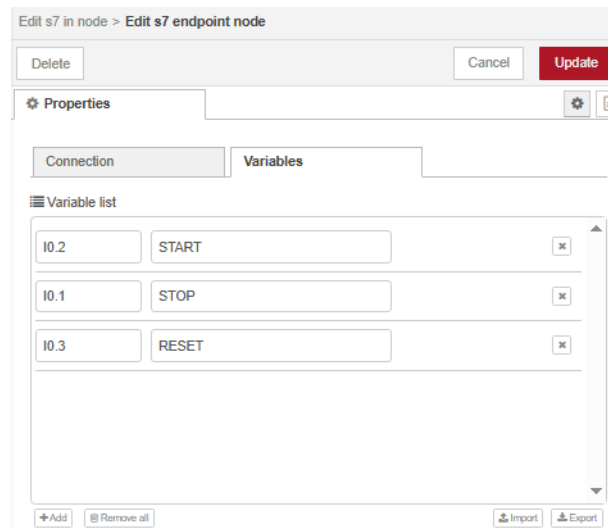 Edit s7 in node > Edit s7 endpoint node
Delete Cancel Update
Properties
Connection Variables
Variable list
I0.2 START
I0.1 STOP
I0.3 RESET
+Add Remove all Import Export